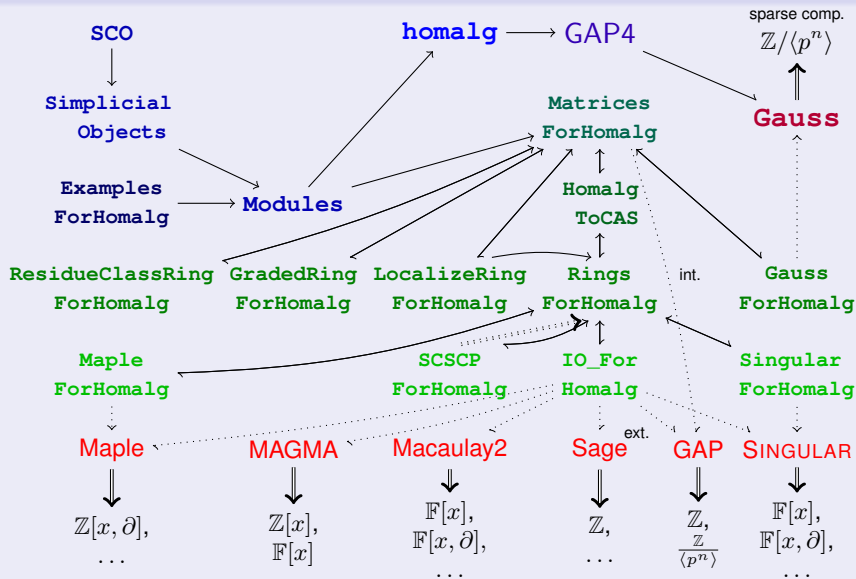 sparse comp.
SCO
homalg
GAP4
ℤ/⟨pⁿ⟩
Simplicial
Objects
Matrices
ForHomalg
Gauss
Examples
ForHomalg
Modules
Homalg
ToCAS
ResidueClassRing
ForHomalg
GradedRing
ForHomalg
LocalizeRing
ForHomalg
Rings
ForHomalg
int.
Gauss
ForHomalg
Maple
ForHomalg
SCSCP
ForHomalg
IO_For
Homalg
Singular
ForHomalg
ext.
Maple
MAGMA
Macaulay2
Sage
GAP
SINGULAR
ℤ[x, ∂],
...
ℤ[x],
𝔽[x]
𝔽[x],
𝔽[x, ∂],
...
ℤ,
...
ℤ,
ℤ/⟨pⁿ⟩
𝔽[x],
𝔽[x, ∂],
...